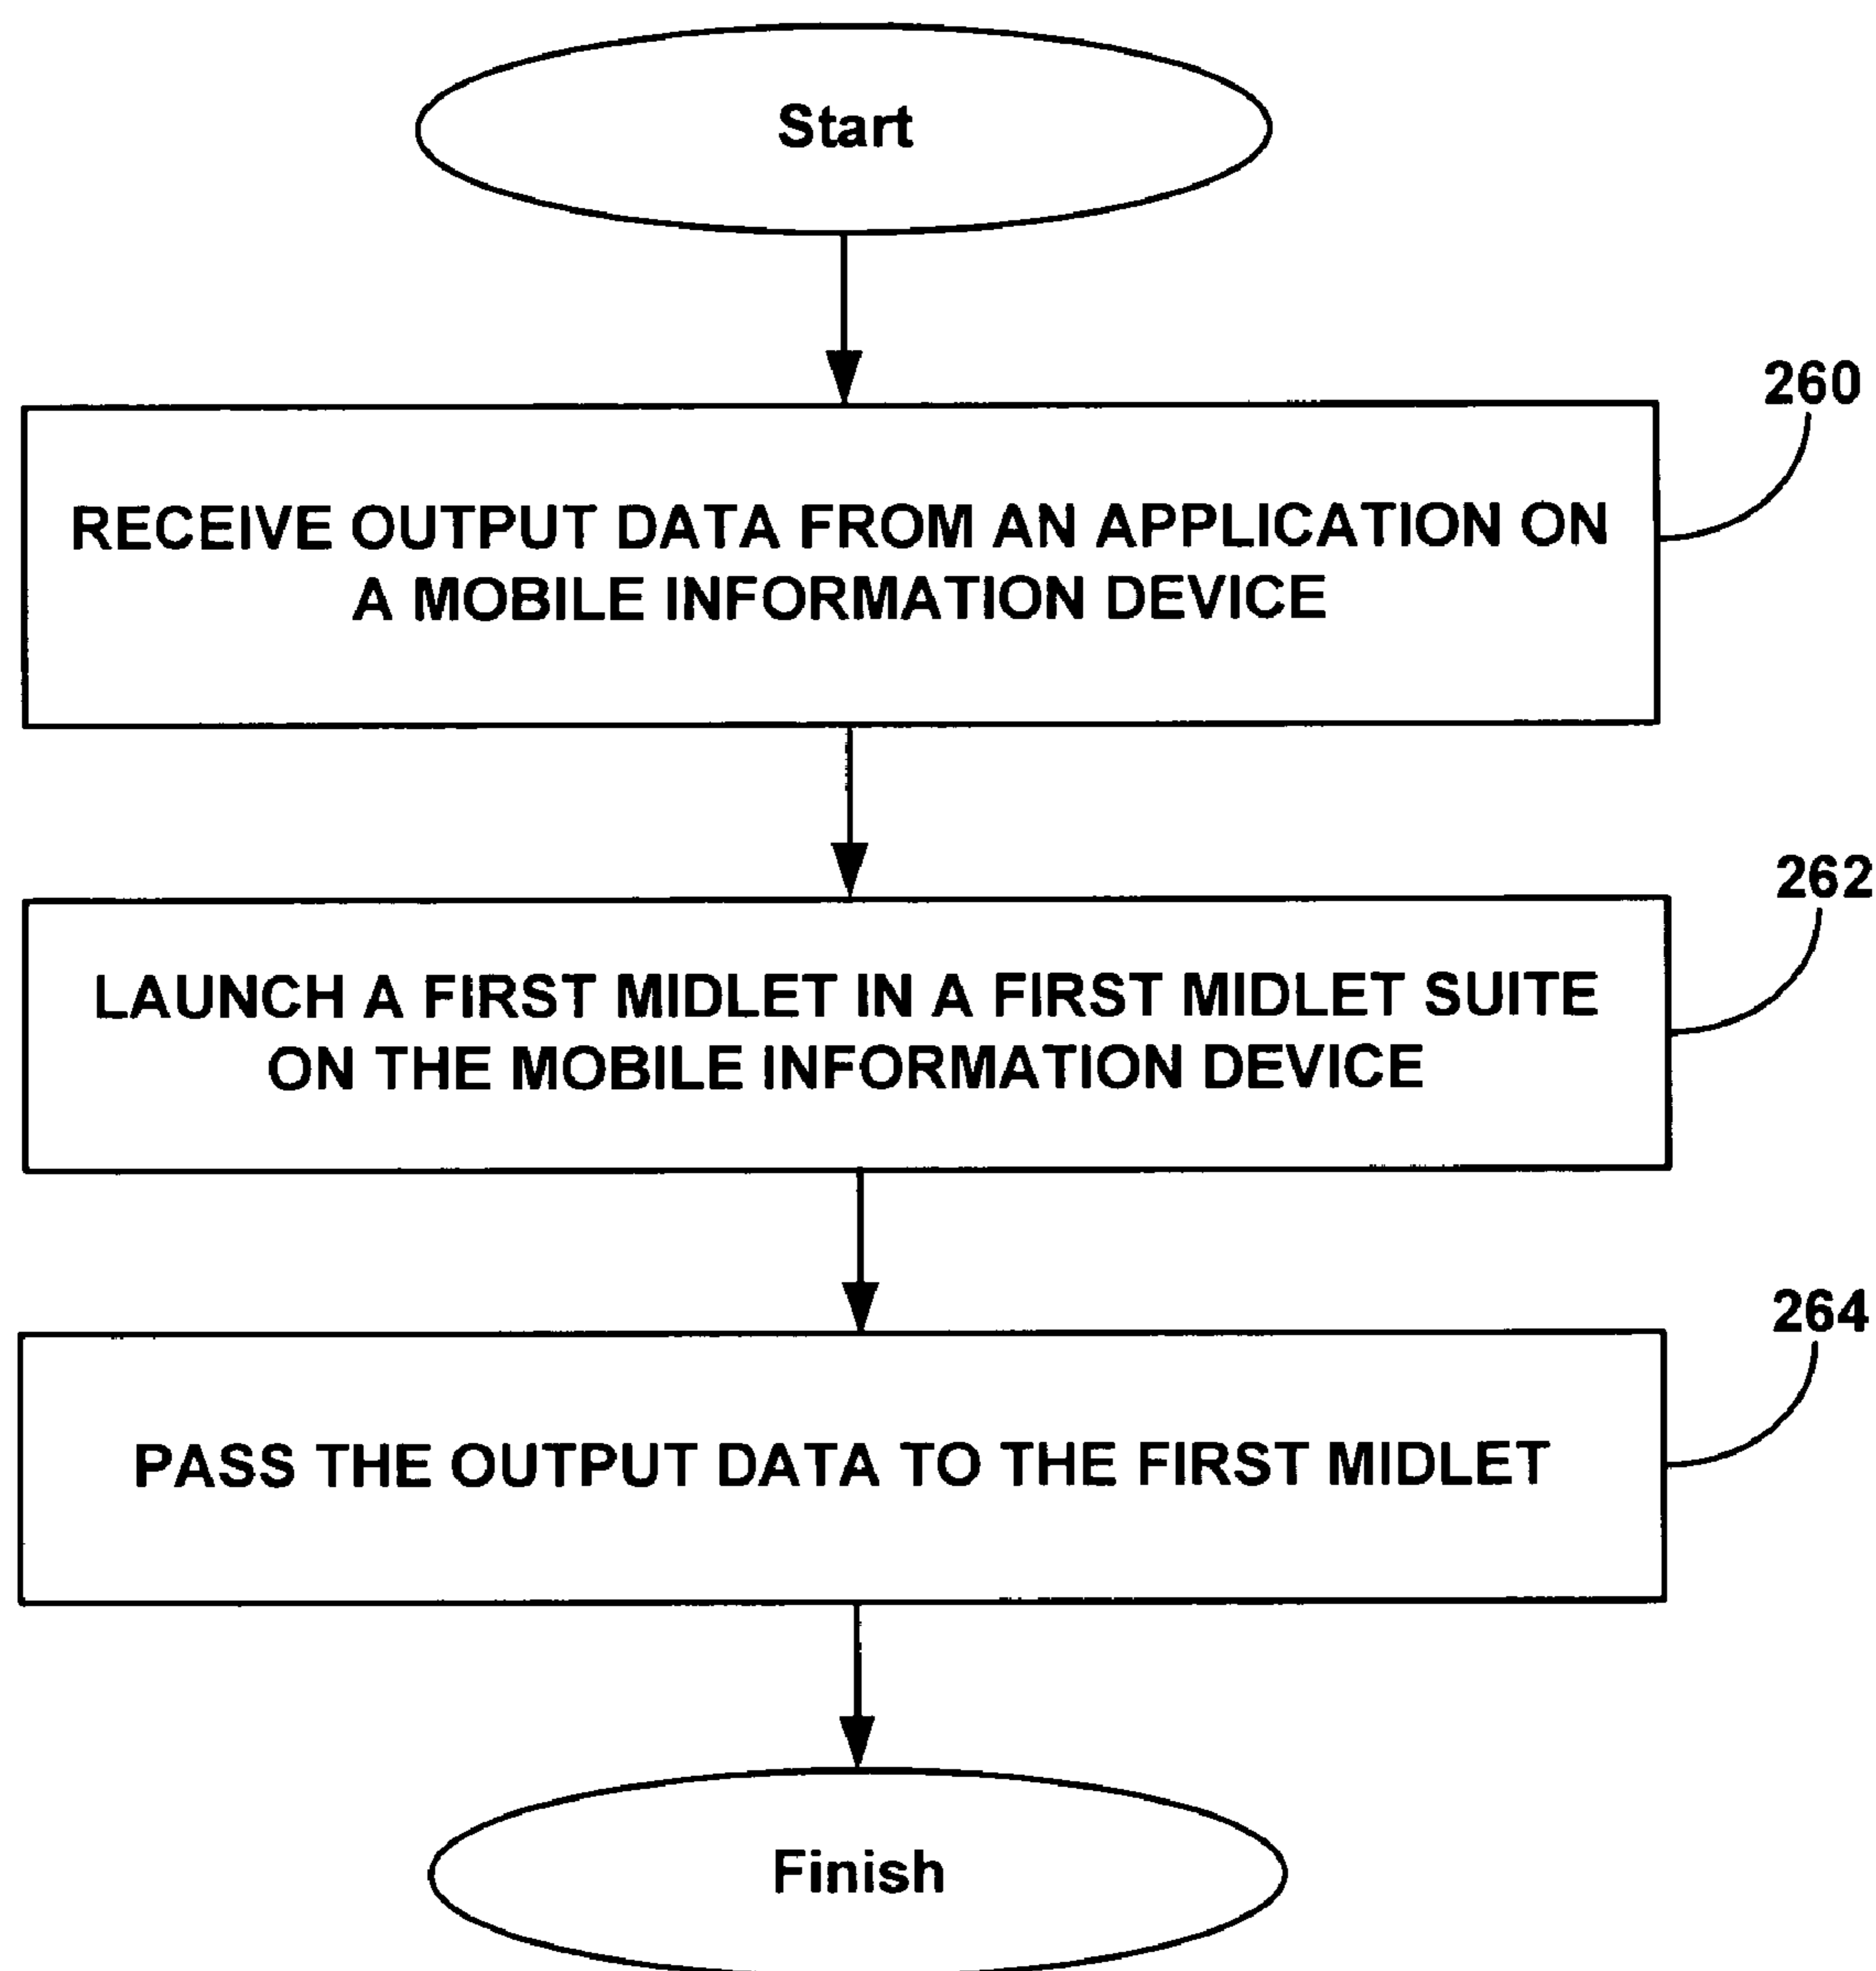 Start
260
RECEIVE OUTPUT DATA FROM AN APPLICATION ON
A MOBILE INFORMATION DEVICE
262
LAUNCH A FIRST MIDLET IN A FIRST MIDLET SUITE
ON THE MOBILE INFORMATION DEVICE
264
PASS THE OUTPUT DATA TO THE FIRST MIDLET
Finish